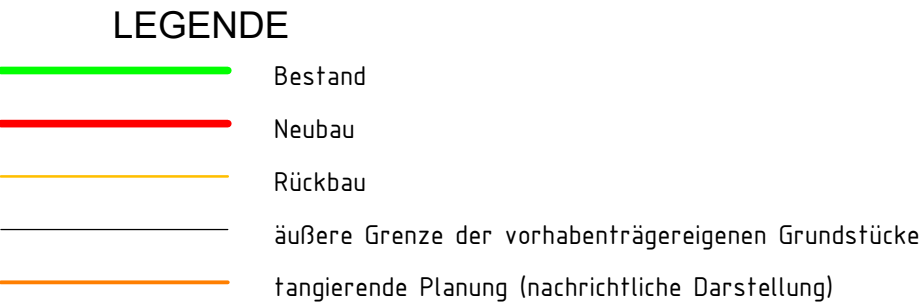 LEGENDE
Bestand
Neubau
Rückbau
äußere Grenze der vorhabenträgereigenen Grundstücke
tangierende Planung (nachrichtliche Darstellung)